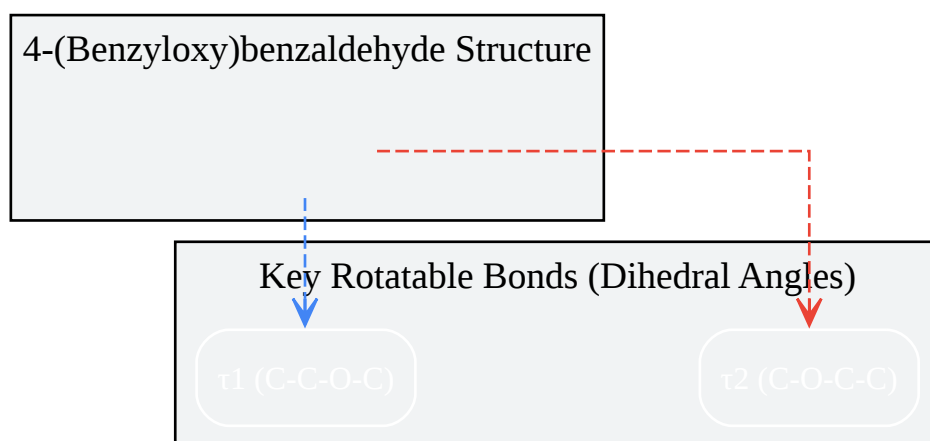 4-(Benzyloxy)benzaldehyde Structure
Key Rotatable Bonds (Dihedral Angles)
τ1 (C-C-O-C)
τ2 (C-O-C-C)